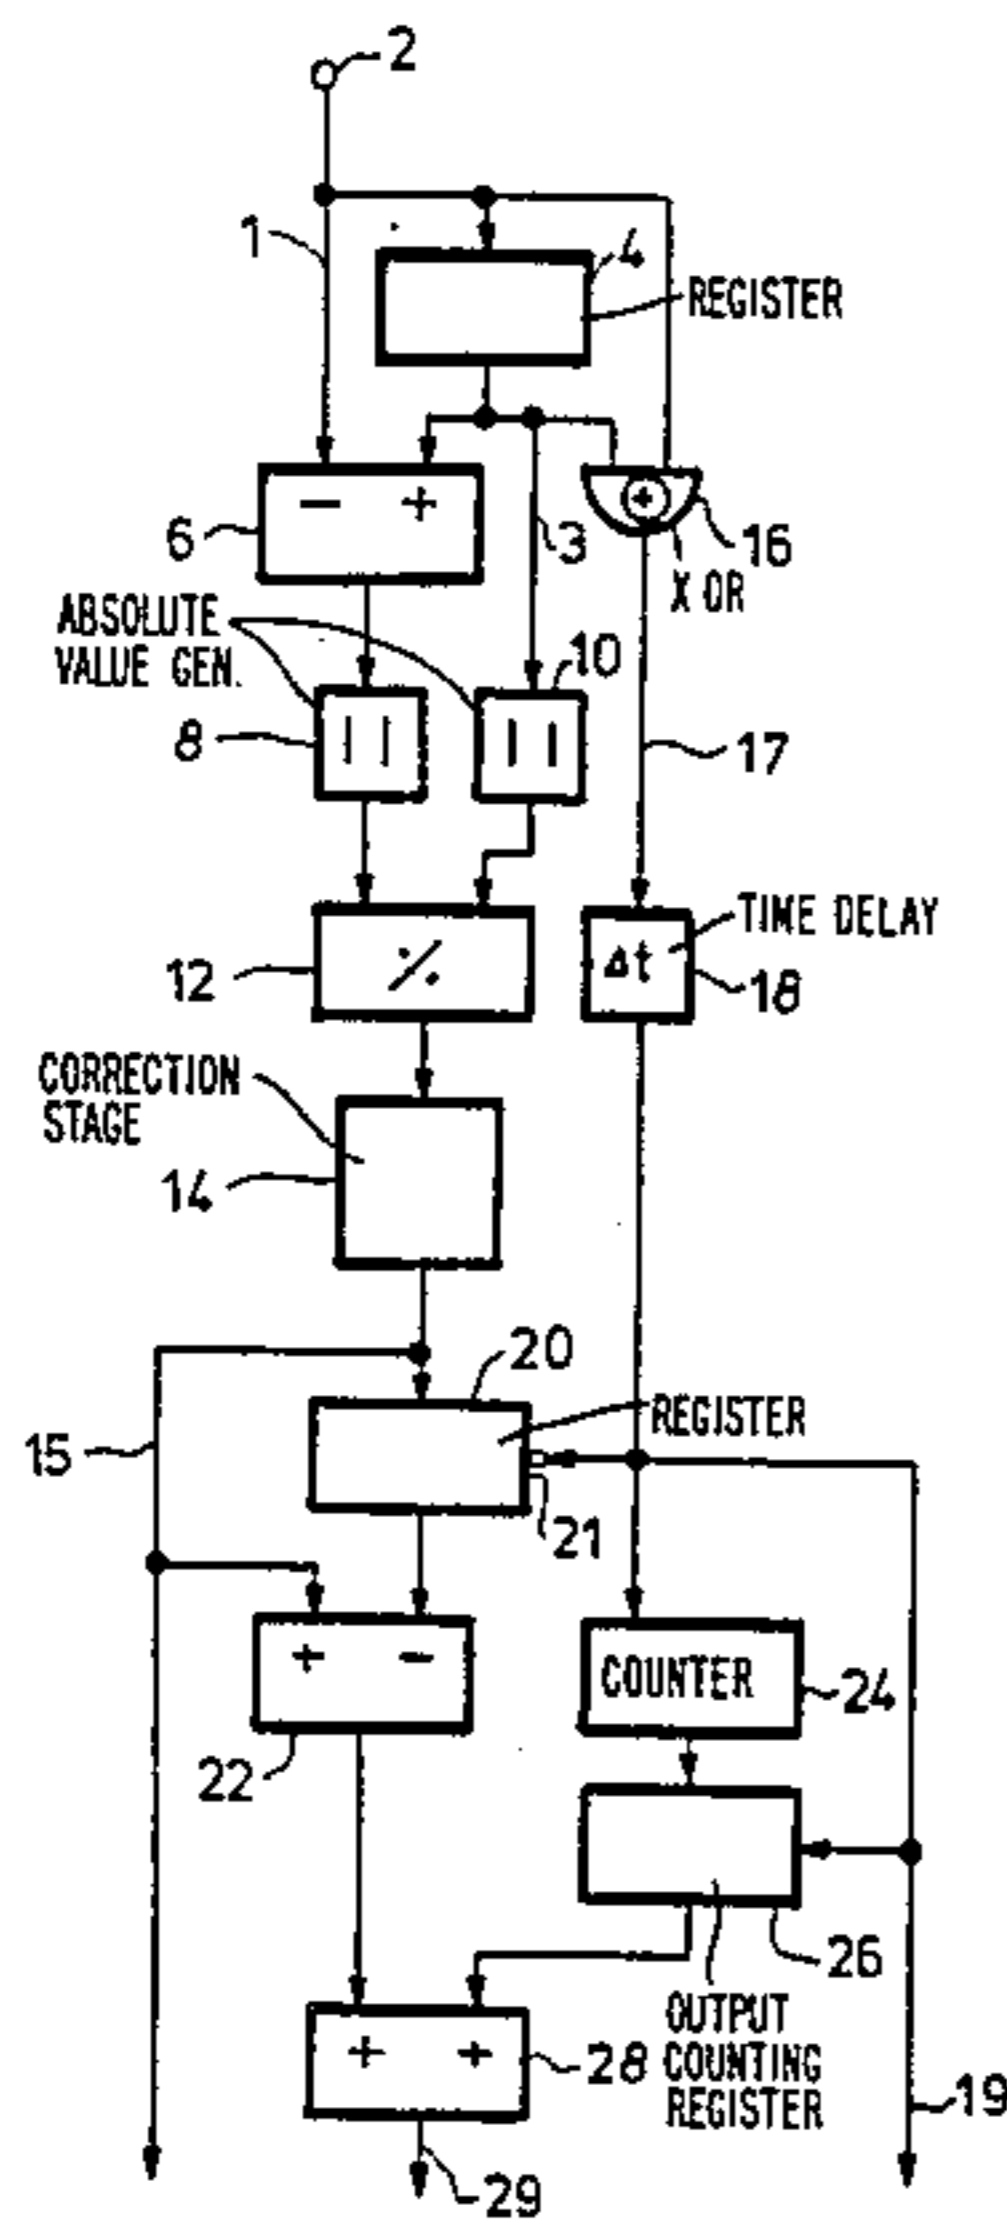 2
1
4
REGISTER
− +
6
3
+
16
X OR
ABSOLUTE
VALUE GEN.
10
8
| |
| |
17
TIME DELAY
12
⁒
Δt
18
CORRECTION
STAGE
14
20
REGISTER
15
21
+ −
COUNTER
24
22
26
OUTPUT
COUNTING
REGISTER
+ +
28
19
29